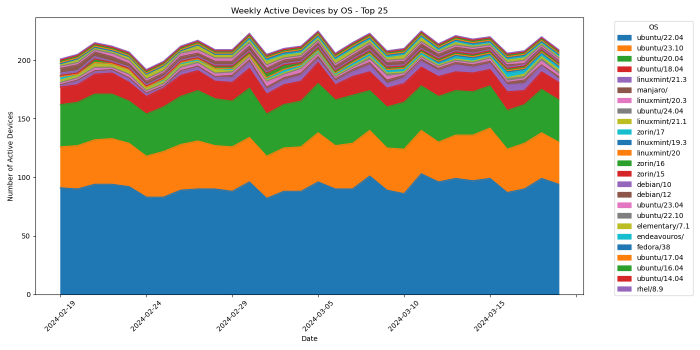 Weekly Active Devices by OS - Top 25
Number of Active Devices
200
150
100
50
0
2024-02-19
2024-02-24
2024-02-29
2024-03-05
2024-03-10
2024-03-15
Date
OS
ubuntu/22.04
ubuntu/23.10
ubuntu/20.04
ubuntu/18.04
linuxmint/21.3
manjaro/
linuxmint/20.3
ubuntu/24.04
linuxmint/21.1
zorin/17
linuxmint/19.3
linuxmint/20
zorin/16
zorin/15
debian/10
debian/12
ubuntu/23.04
ubuntu/22.10
elementary/7.1
endeavouros/
fedora/38
ubuntu/17.04
ubuntu/16.04
ubuntu/14.04
rhel/8.9